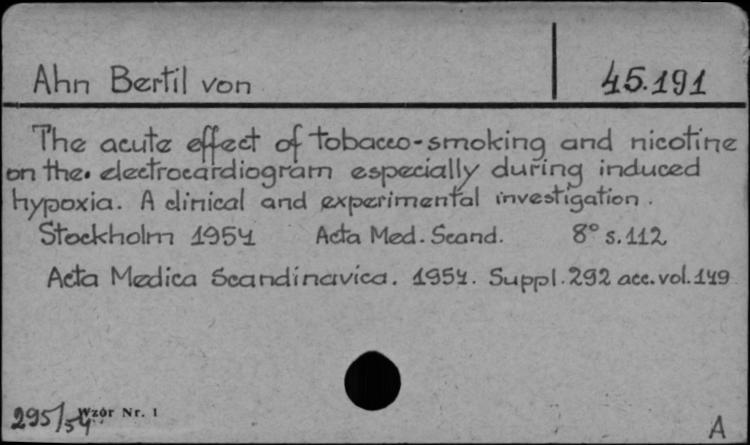 Ahn Bertil von 45.191
The acute effect of tobacco-smoking and nicotine
on the electrocardiogram especially during induced
hypoxia. A clinical and experimental investigation.
Stockholm 1954 Acta Med. Scand. 8° s.112
Acta Medica Scandinavica. 1954. Suppl. 292 acc. vol. 149
295/54 Wzór Nr. 1
A